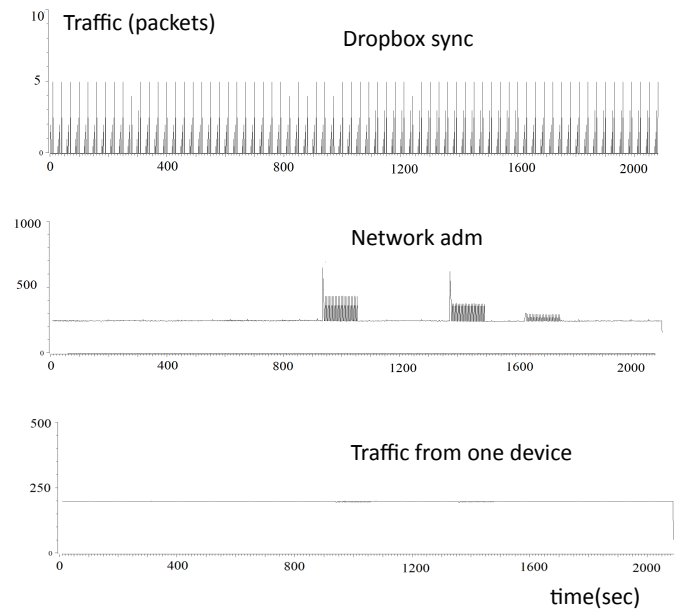 Traffic (packets)
Dropbox sync
10
5
0
0 400 800 1200 1600 2000
Network adm
1000
500
0
0 400 800 1200 1600 2000
Traffic from one device
500
250
0
0 400 800 1200 1600 2000
time(sec)